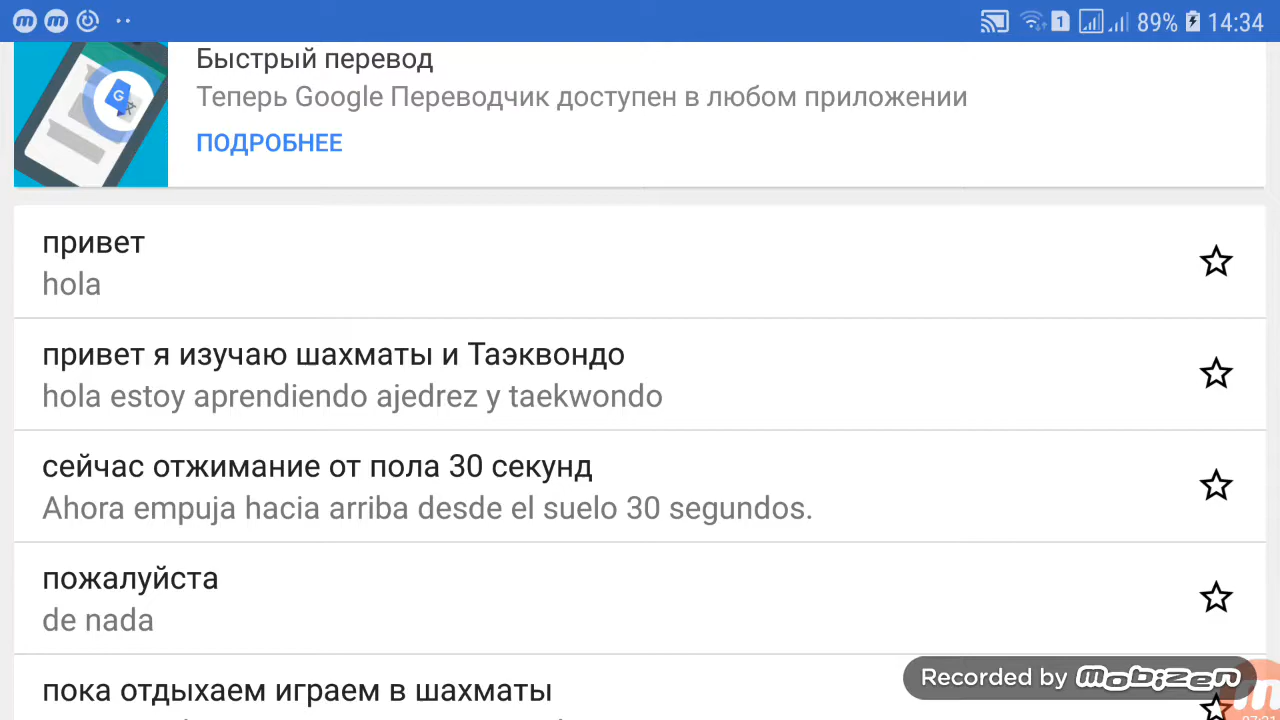 89% 14:34
Быстрый перевод
Теперь Google Переводчик доступен в любом приложении
ПОДРОБНЕЕ
привет
hola
привет я изучаю шахматы и Таэквондо
hola estoy aprendiendo ajedrez y taekwondo
сейчас отжимание от пола 30 секунд
Ahora empuja hacia arriba desde el suelo 30 segundos.
пожалуйста
de nada
пока отдыхаем играем в шахматы
Recorded by mobizen